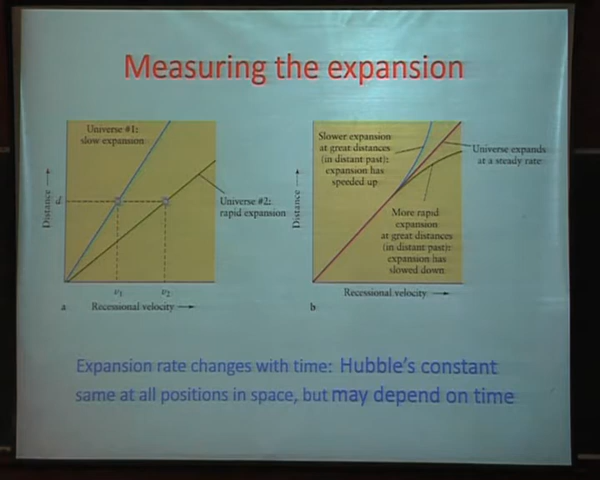 Measuring the expansion
Universe #1:
slow expansion
Distance
d
Universe #2:
rapid expansion
v₁
v₂
a
Recessional velocity
Slower expansion
at great distances
(in distant past):
expansion has
speeded up
Universe expands
at a steady rate
Distance
More rapid
expansion
at great distances
(in distant past):
expansion has
slowed down
b
Recessional velocity
Expansion rate changes with time: Hubble's constant
same at all positions in space, but may depend on time